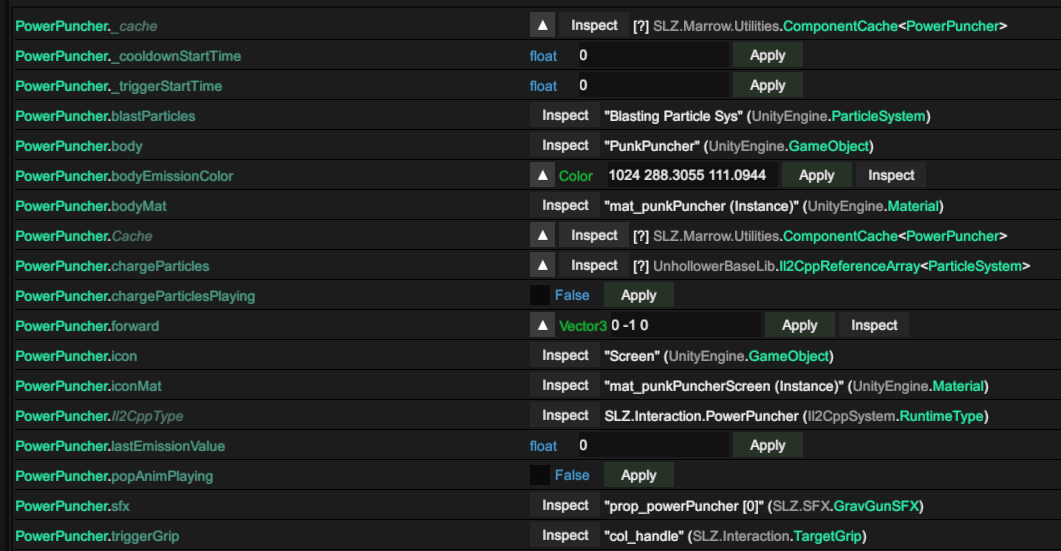 PowerPuncher._cache ▲ Inspect [?] SLZ.Marrow.Utilities.ComponentCache<PowerPuncher>
PowerPuncher._cooldownStartTime float 0 Apply
PowerPuncher._triggerStartTime float 0 Apply
PowerPuncher.blastParticles Inspect "Blasting Particle Sys" (UnityEngine.ParticleSystem)
PowerPuncher.body Inspect "PunkPuncher" (UnityEngine.GameObject)
PowerPuncher.bodyEmissionColor ▲ Color 1024 288.3055 111.0944 Apply Inspect
PowerPuncher.bodyMat Inspect "mat_punkPuncher (Instance)" (UnityEngine.Material)
PowerPuncher.Cache ▲ Inspect [?] SLZ.Marrow.Utilities.ComponentCache<PowerPuncher>
PowerPuncher.chargeParticles ▲ Inspect [?] UnhollowerBaseLib.Il2CppReferenceArray<ParticleSystem>
PowerPuncher.chargeParticlesPlaying False Apply
PowerPuncher.forward ▲ Vector3 0 -1 0 Apply Inspect
PowerPuncher.icon Inspect "Screen" (UnityEngine.GameObject)
PowerPuncher.iconMat Inspect "mat_punkPuncherScreen (Instance)" (UnityEngine.Material)
PowerPuncher.Il2CppType Inspect SLZ.Interaction.PowerPuncher (Il2CppSystem.RuntimeType)
PowerPuncher.lastEmissionValue float 0 Apply
PowerPuncher.popAnimPlaying False Apply
PowerPuncher.sfx Inspect "prop_powerPuncher [0]" (SLZ.SFX.GravGunSFX)
PowerPuncher.triggerGrip Inspect "col_handle" (SLZ.Interaction.TargetGrip)